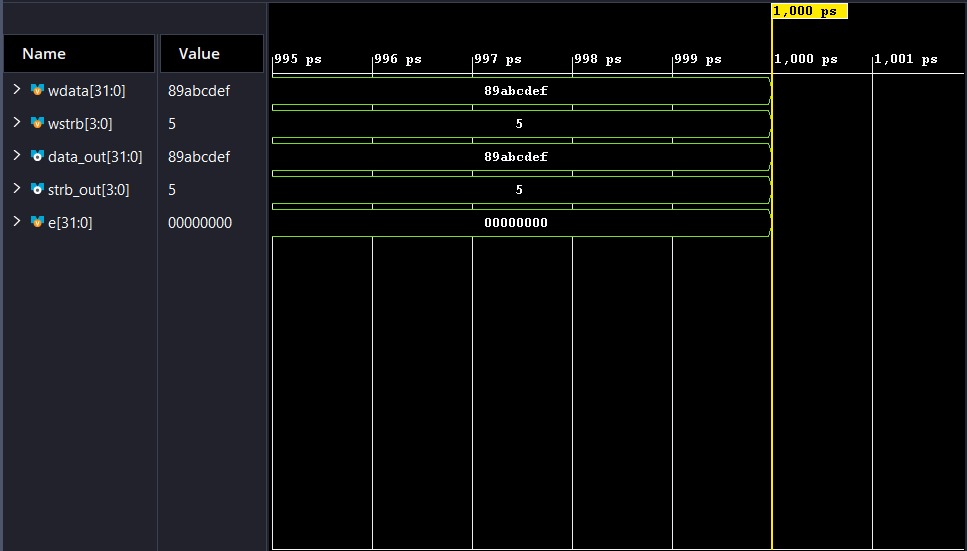 1,000 ps
Name Value
995 ps 996 ps 997 ps 998 ps 999 ps 1,000 ps 1,001 ps
wdata[31:0] 89abcdef 89abcdef
wstrb[3:0] 5 5
data_out[31:0] 89abcdef 89abcdef
strb_out[3:0] 5 5
e[31:0] 00000000 00000000